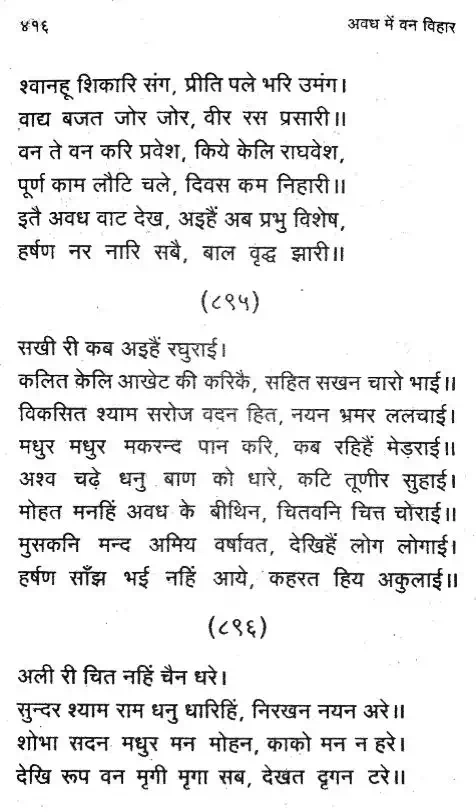 ४१६ अवध में वन विहार
श्वानहू शिकारि संग, प्रीति पले भरि उमंग।
वाद्य बजत जोर जोर, वीर रस प्रसारी॥
वन ते वन करि प्रवेश, किये केलि राघवेश,
पूर्ण काम लौटि चले, दिवस कम निहारी॥
इतै अवध वाट देख, अइहैं अब प्रभु विशेष,
हर्षण नर नारि सबै, बाल वृद्ध झारी॥
(८९५)
सखी री कब अइहैं रघुराई।
कलित केलि आखेट की करिकै, सहित सखन चारो भाई॥
विकसित श्याम सरोज वदन हित, नयन भ्रमर ललचाई।
मधुर मधुर मकरन्द पान करि, कब रहिहैं मेड़राई॥
अश्व चढ़े धनु बाण को धारे, कटि तूणीर सुहाई।
मोहत मनहिं अवध के बीथिन, चितवनि चित्त चोराई॥
मुसकनि मन्द अमिय वर्षावत, देखिहैं लोग लोगाई।
हर्षण साँझ भई नहिं आये, कहरत हिय अकुलाई॥
(८९६)
अली री चित नहिं चैन धरे।
सुन्दर श्याम राम धनु धारिहिं, निरखन नयन अरे॥
शोभा सदन मधुर मन मोहन, काको मन न हरे।
देखि रूप वन मृगी मृगा सब, देखत दृगन टरे॥